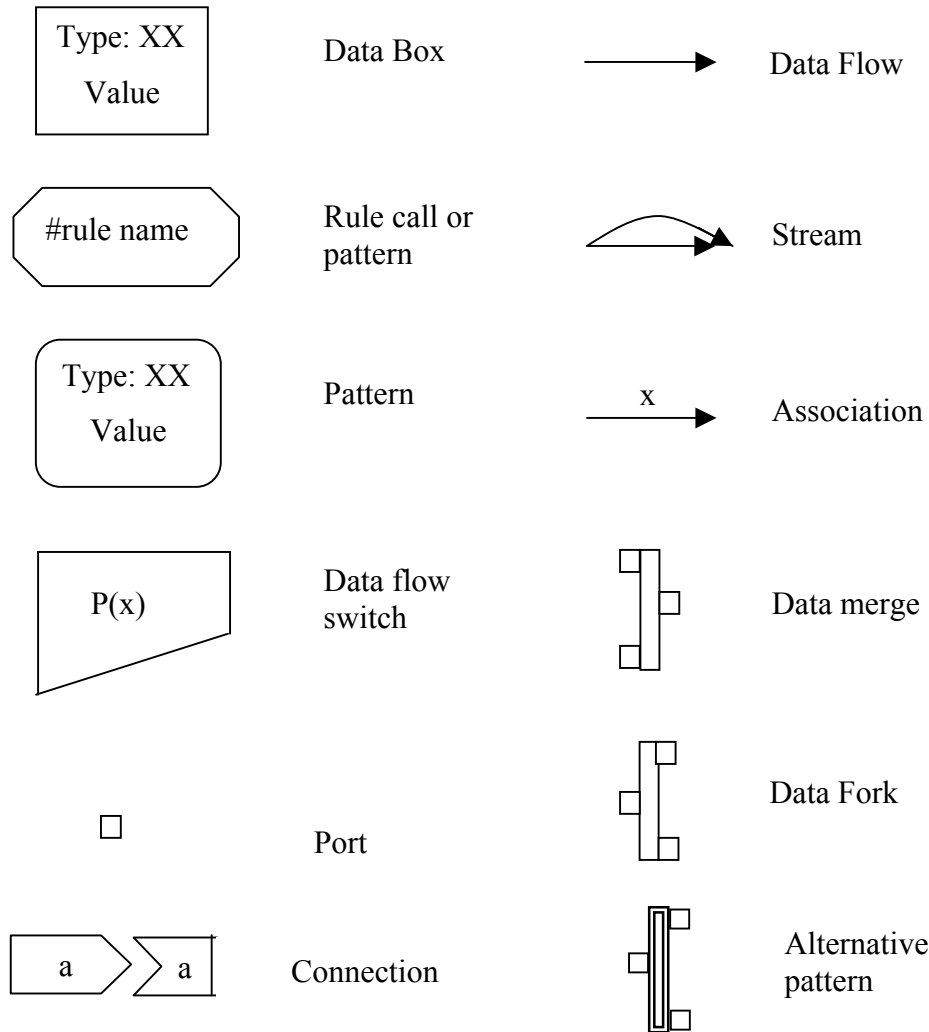 Type: XX
Value
Data Box
Data Flow
#rule name
Rule call or
pattern
Stream
Type: XX
Value
Pattern
x
Association
P(x)
Data flow
switch
Data merge
Port
Data Fork
a
a
Connection
Alternative
pattern